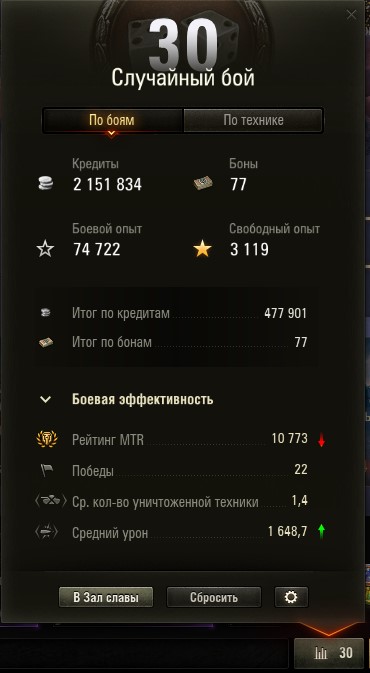 30
Случайный бой
По боям По технике
Кредиты Боны
2 151 834 77
Боевой опыт Свободный опыт
74 722 3 119
Итог по кредитам 477 901
Итог по бонам 77
Боевая эффективность
Рейтинг MTR 10 773
Победы 22
Ср. кол-во уничтоженной техники 1,4
Средний урон 1 648,7
В Зал славы Сбросить
30